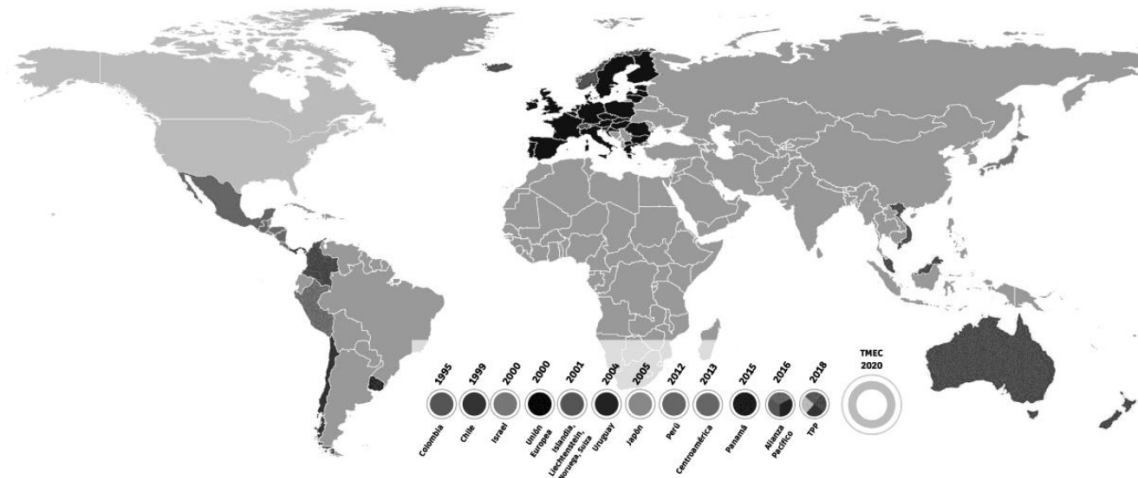 TMEC
2020
1995
1999
2000
2000
2001
2004
2005
2012
2013
2015
2016
2018
Colombia
Chile
Israel
Unión
Europea
Islandia,
Liechtenstein,
Noruega, Suiza
Uruguay
Japón
Perú
Centroamérica
Panamá
Alianza
Pacífico
TPP